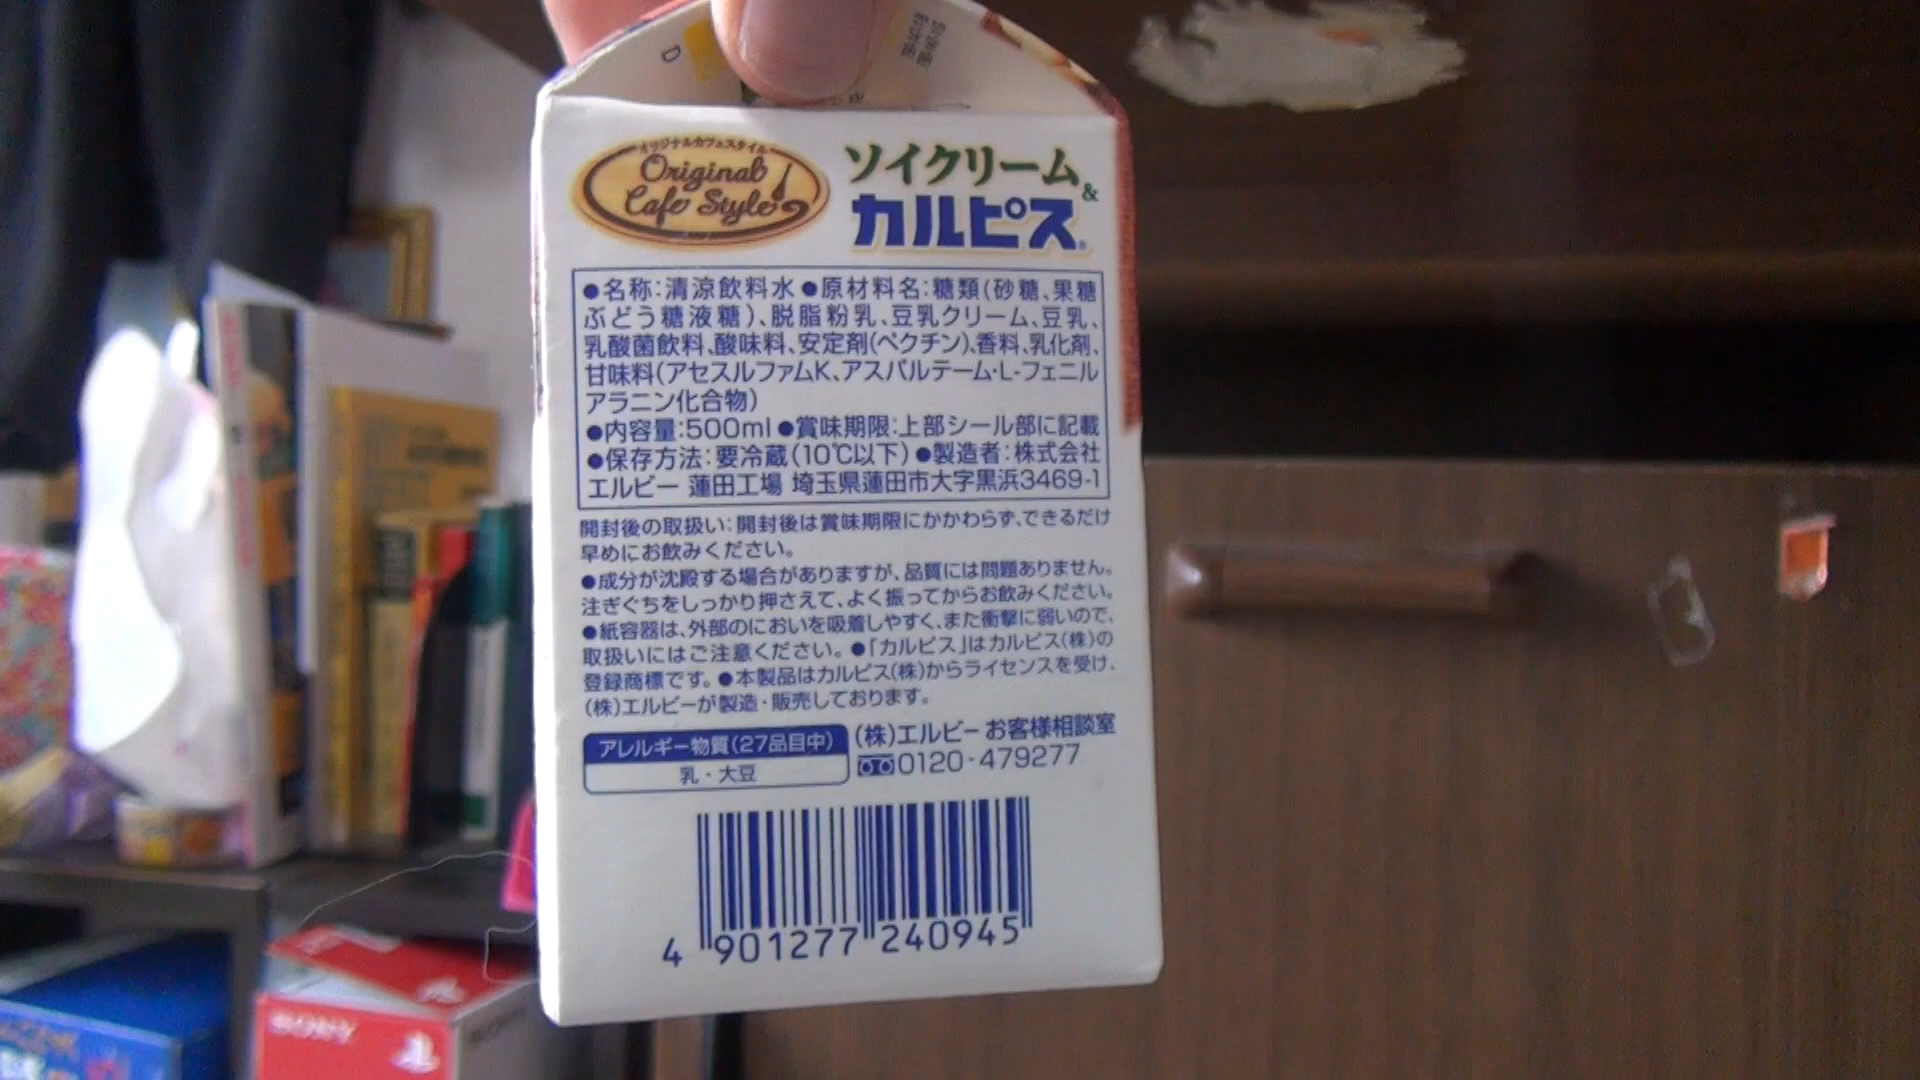 D
オリジナルカフェスタイル
Original
Cafe Style
ソイクリーム
&
カルピス®
●名称:清涼飲料水●原材料名:糖類(砂糖、果糖
ぶどう糖液糖)、脱脂粉乳、豆乳クリーム、豆乳、
乳酸菌飲料、酸味料、安定剤(ペクチン)、香料、乳化剤、
甘味料(アセスルファムK、アスパルテーム・L-フェニル
アラニン化合物)
●内容量:500ml●賞味期限:上部シール部に記載
●保存方法:要冷蔵(10℃以下)●製造者:株式会社
エルビー 蓮田工場 埼玉県蓮田市大字黒浜3469-1
開封後の取扱い:開封後は賞味期限にかかわらず、できるだけ
早めにお飲みください。
●成分が沈殿する場合がありますが、品質には問題ありません。
注ぎぐちをしっかり押さえて、よく振ってからお飲みください。
●紙容器は、外部のにおいを吸着しやすく、また衝撃に弱いので、
取扱いにはご注意ください。●「カルピス」はカルピス(株)の
登録商標です。●本製品はカルピス(株)からライセンスを受け、
(株)エルビーが製造・販売しております。
アレルギー物質(27品目中)
乳・大豆
(株)エルビー お客様相談室
0120-479277
4 901277 240945
SONY